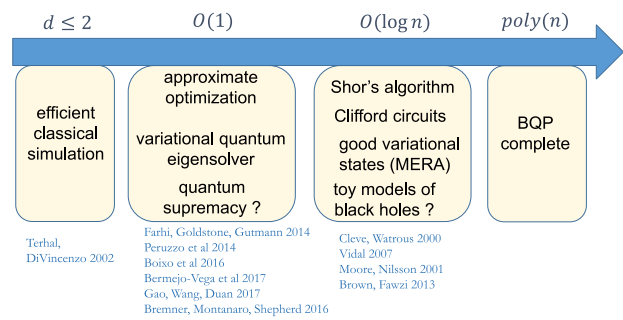 d ≤ 2
O(1)
O(log n)
poly(n)
efficient
classical
simulation
approximate
optimization
variational quantum
eigensolver
quantum
supremacy ?
Shor's algorithm
Clifford circuits
good variational
states (MERA)
toy models of
black holes ?
BQP
complete
Terhal,
DiVincenzo 2002
Farhi, Goldstone, Gutmann 2014
Peruzzo et al 2014
Boixo et al 2016
Bermejo-Vega et al 2017
Gao, Wang, Duan 2017
Bremner, Montanaro, Shepherd 2016
Cleve, Watrous 2000
Vidal 2007
Moore, Nilsson 2001
Brown, Fawzi 2013